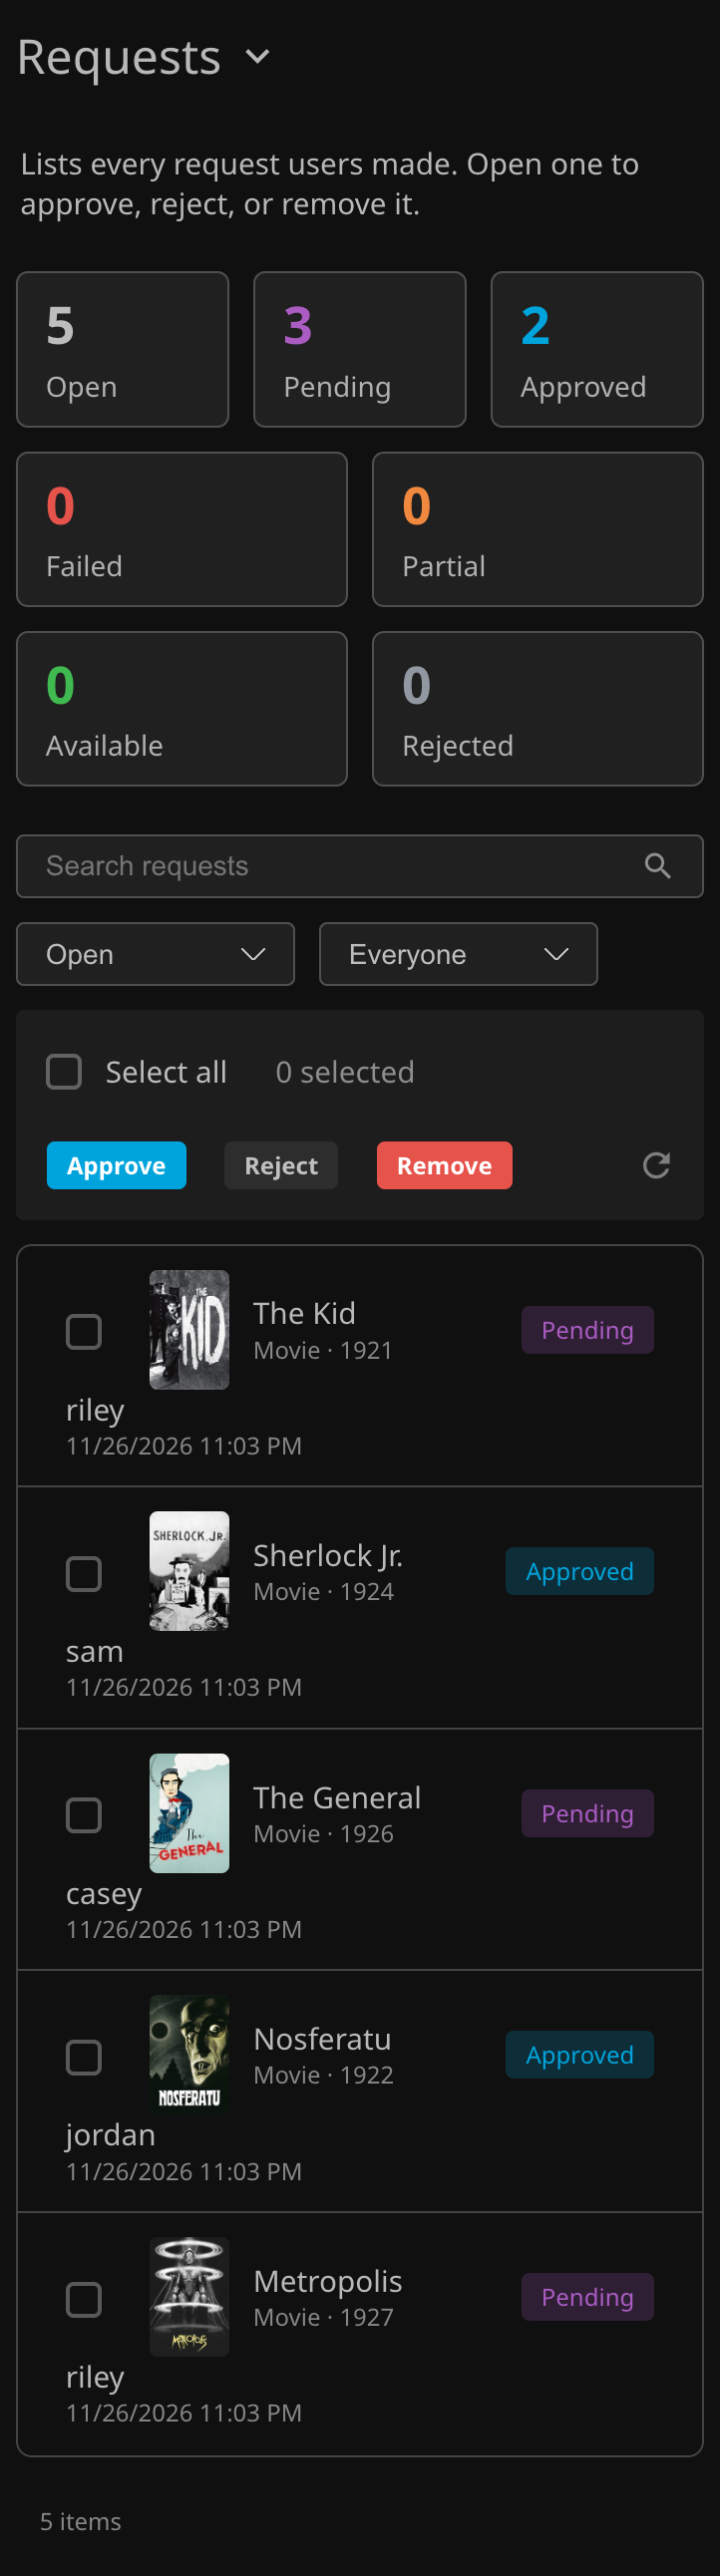 Requests
Lists every request users made. Open one to
approve, reject, or remove it.
5
Open
3
Pending
2
Approved
0
Failed
0
Partial
0
Available
0
Rejected
Search requests
Open
Everyone
Select all
0 selected
Approve
Reject
Remove
THE
KID
The Kid
Movie · 1921
Pending
riley
11/26/2026 11:03 PM
SHERLOCK, JR.
Sherlock Jr.
Movie · 1924
Approved
sam
11/26/2026 11:03 PM
The
GENERAL
The General
Movie · 1926
Pending
casey
11/26/2026 11:03 PM
NOSFERATU
Nosferatu
Movie · 1922
Approved
jordan
11/26/2026 11:03 PM
METROPOLIS
Metropolis
Movie · 1927
Pending
riley
11/26/2026 11:03 PM
5 items